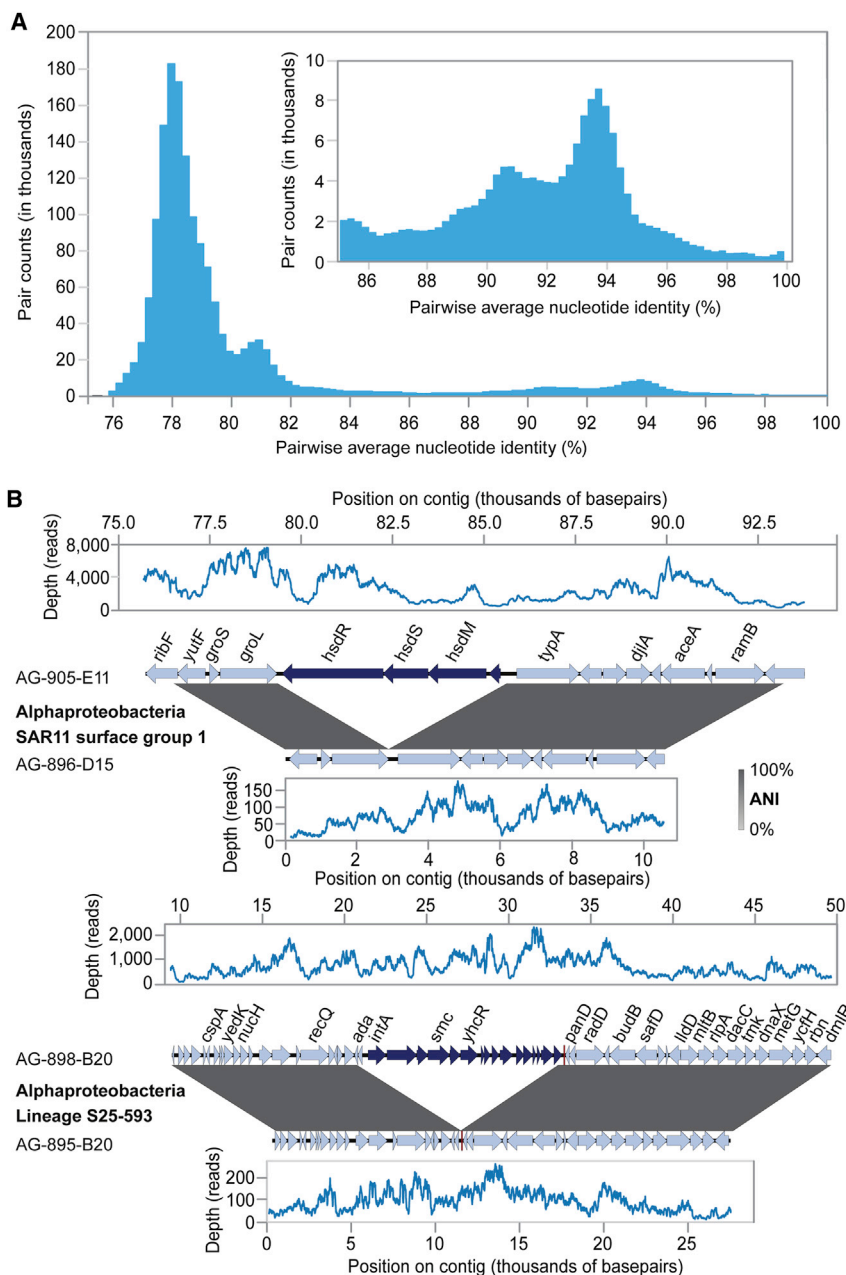 A
200
180
160
140
120
100
80
60
40
20
0
Pair counts (in thousands)
76 78 80 82 84 86 88 90 92 94 96 98 100
Pairwise average nucleotide identity (%)
10
8
6
4
2
0
Pair counts (in thousands)
86 88 90 92 94 96 98 100
Pairwise average nucleotide identity (%)
B
Position on contig (thousands of basepairs)
75.0 77.5 80.0 82.5 85.0 87.5 90.0 92.5
Depth (reads)
8,000
4,000
0
ribF yutF groS groL hsdR hsdS hsdM typA djlA aceA ramB
AG-905-E11
Alphaproteobacteria
SAR11 surface group 1
AG-896-D15
100%
ANI
0%
Depth (reads)
150
100
50
0
0 2 4 6 8 10
Position on contig (thousands of basepairs)
10 15 20 25 30 35 40 45 50
Depth (reads)
2,000
1,000
0
cspA yedK nucH recQ ada intA smc yhcR panD radD budB safD lldD mltB rlpA dacC tmk dnaX metG ycfH rbn dmlR
AG-898-B20
Alphaproteobacteria
Lineage S25-593
AG-895-B20
Depth (reads)
200
100
0
0 5 10 15 20 25
Position on contig (thousands of basepairs)